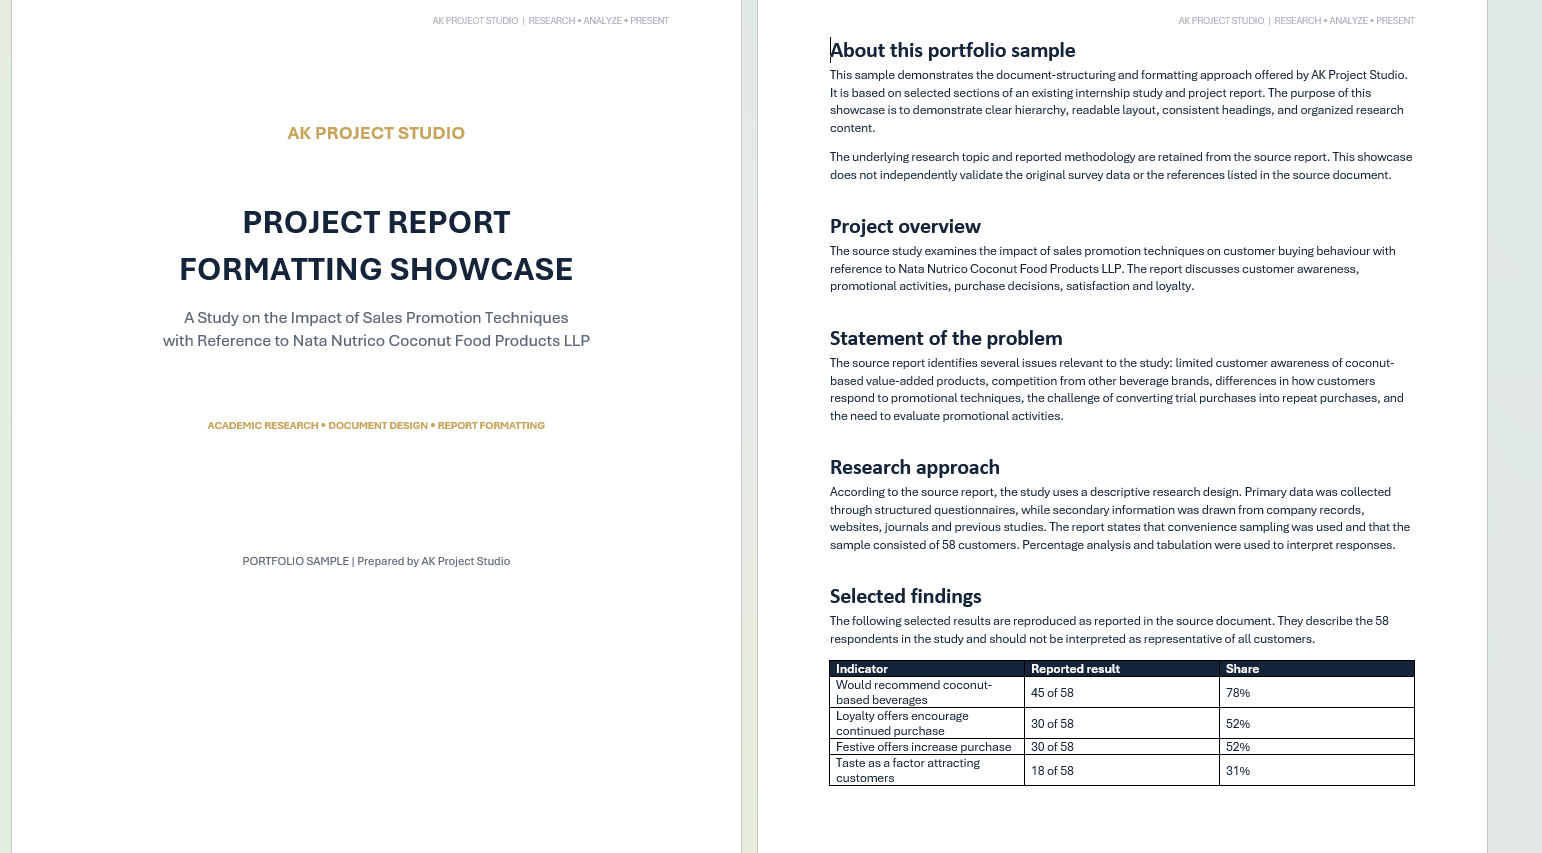 AK PROJECT STUDIO | RESEARCH • ANALYZE • PRESENT
AK PROJECT STUDIO
PROJECT REPORT
FORMATTING SHOWCASE
A Study on the Impact of Sales Promotion Techniques
with Reference to Nata Nutrico Coconut Food Products LLP
ACADEMIC RESEARCH • DOCUMENT DESIGN • REPORT FORMATTING
PORTFOLIO SAMPLE | Prepared by AK Project Studio
AK PROJECT STUDIO | RESEARCH • ANALYZE • PRESENT
About this portfolio sample
This sample demonstrates the document-structuring and formatting approach offered by AK Project Studio.
It is based on selected sections of an existing internship study and project report. The purpose of this
showcase is to demonstrate clear hierarchy, readable layout, consistent headings, and organized research
content.
The underlying research topic and reported methodology are retained from the source report. This showcase
does not independently validate the original survey data or the references listed in the source document.
Project overview
The source study examines the impact of sales promotion techniques on customer buying behaviour with
reference to Nata Nutrico Coconut Food Products LLP. The report discusses customer awareness,
promotional activities, purchase decisions, satisfaction and loyalty.
Statement of the problem
The source report identifies several issues relevant to the study: limited customer awareness of coconut-
based value-added products, competition from other beverage brands, differences in how customers
respond to promotional techniques, the challenge of converting trial purchases into repeat purchases, and
the need to evaluate promotional activities.
Research approach
According to the source report, the study uses a descriptive research design. Primary data was collected
through structured questionnaires, while secondary information was drawn from company records,
websites, journals and previous studies. The report states that convenience sampling was used and that the
sample consisted of 58 customers. Percentage analysis and tabulation were used to interpret responses.
Selected findings
The following selected results are reproduced as reported in the source document. They describe the 58
respondents in the study and should not be interpreted as representative of all customers.
Indicator Reported result Share
Would recommend coconut-
based beverages 45 of 58 78%
Loyalty offers encourage
continued purchase 30 of 58 52%
Festive offers increase purchase 30 of 58 52%
Taste as a factor attracting
customers 18 of 58 31%